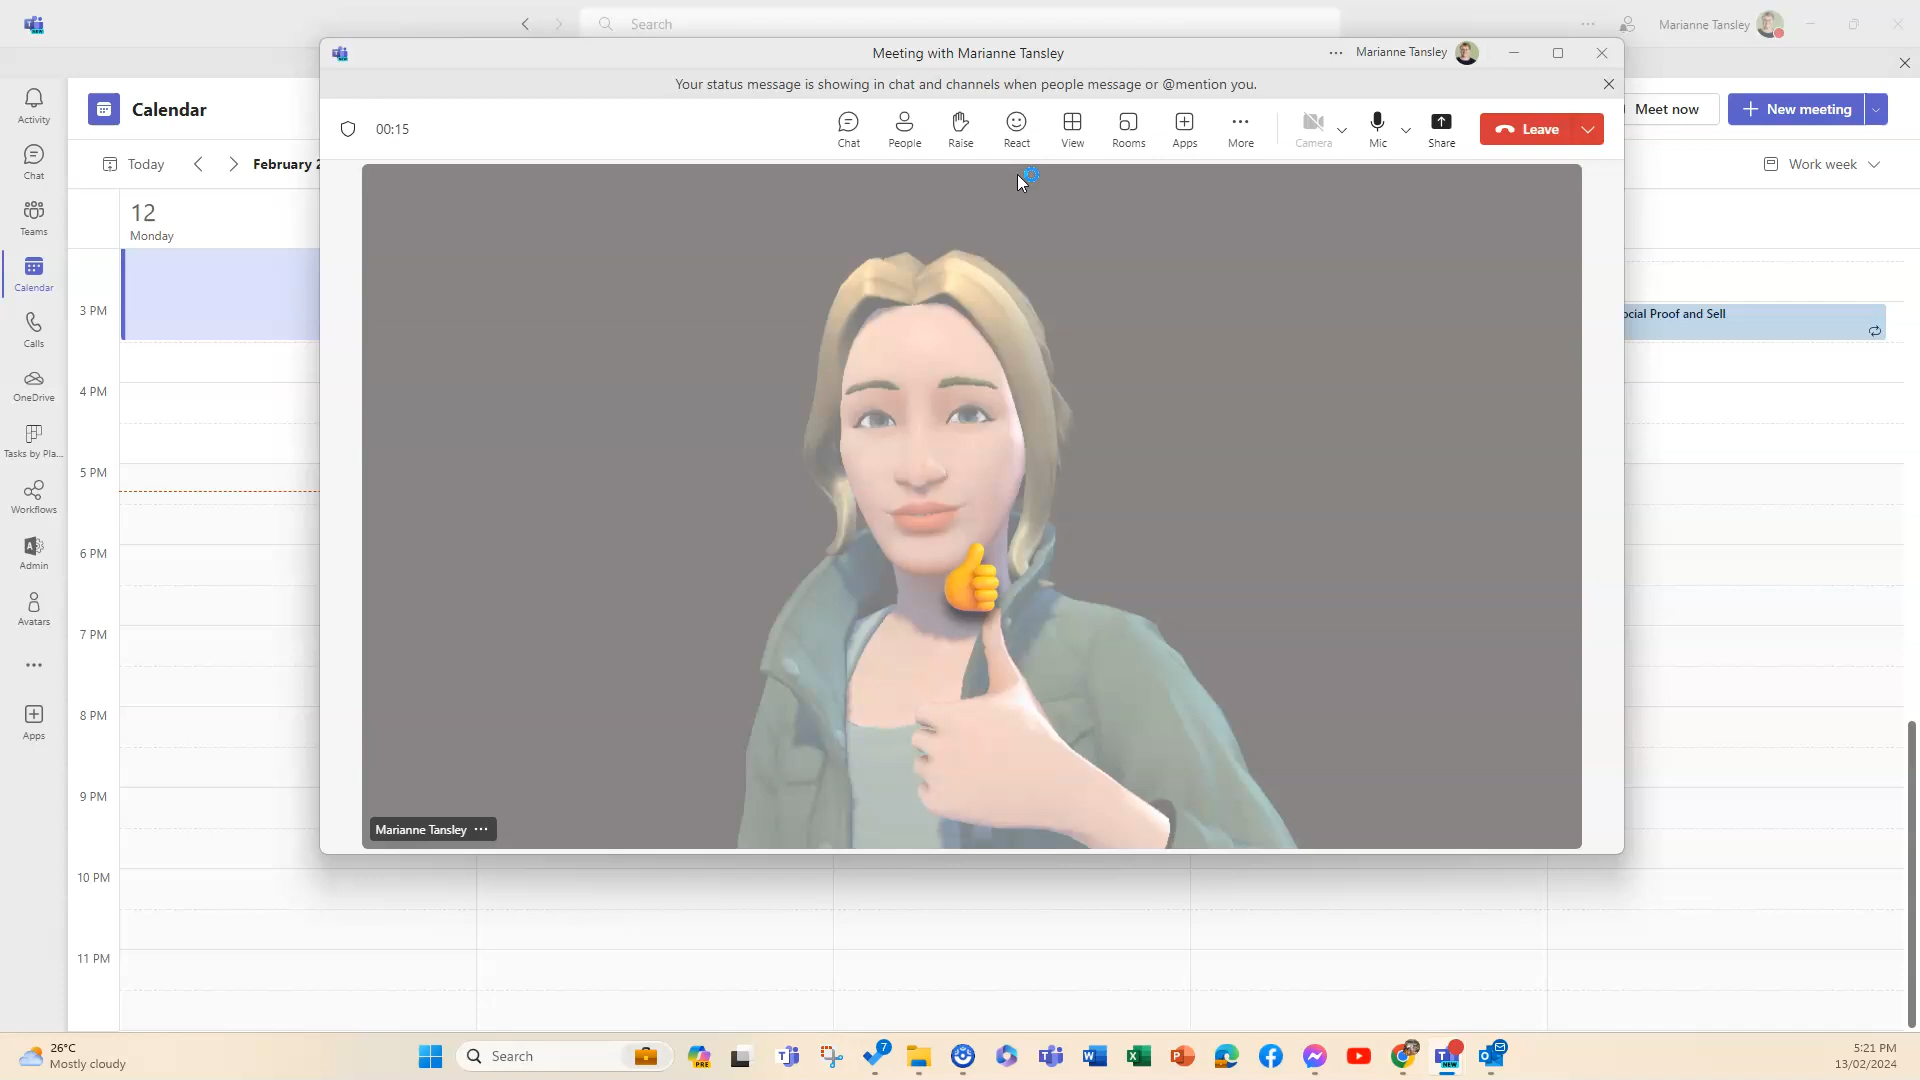 Search
Marianne Tansley
Meeting with Marianne Tansley
Marianne Tansley
Your status message is showing in chat and channels when people message or @mention you.
Activity
Chat
Teams
Calendar
Calls
OneDrive
Tasks by Pla...
Workflows
Admin
Avatars
Apps
Calendar
Meet now
New meeting
00:15
Chat
People
Raise
React
View
Rooms
Apps
More
Camera
Mic
Share
Leave
Today
February 2
Work week
12
Monday
3 PM
4 PM
5 PM
6 PM
7 PM
8 PM
9 PM
10 PM
11 PM
ocial Proof and Sell
Marianne Tansley
26°C
Mostly cloudy
Search
PRE
7
NEW
5:21 PM
13/02/2024